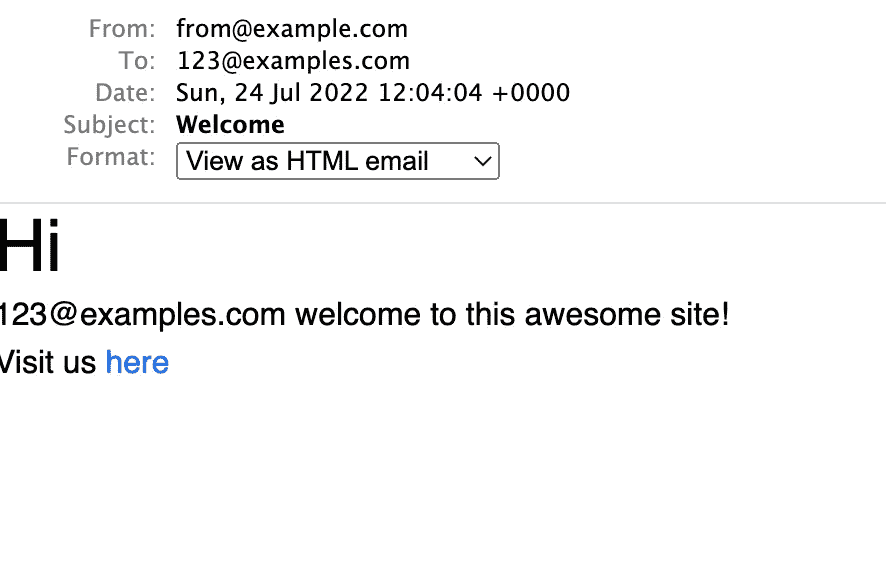 From: from@example.com
To: 123@examples.com
Date: Sun, 24 Jul 2022 12:04:04 +0000
Subject: Welcome
Format: View as HTML email
Hi
123@examples.com welcome to this awesome site!
Visit us here